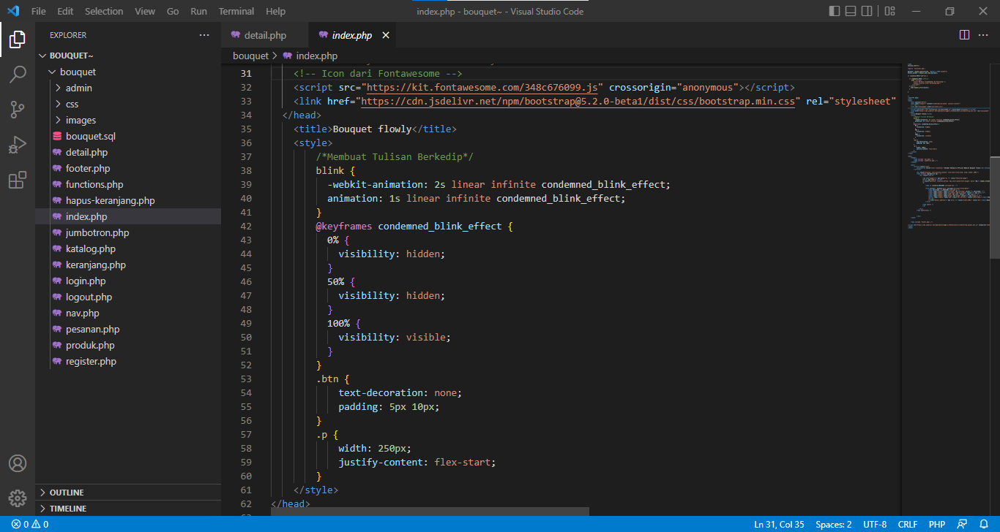 File Edit Selection View Go Run Terminal Help
index.php - bouquet~ - Visual Studio Code
EXPLORER
BOUQUET~
bouquet
admin
css
images
bouquet.sql
detail.php
footer.php
functions.php
hapus-keranjang.php
index.php
jumbotron.php
katalog.php
keranjang.php
login.php
logout.php
nav.php
pesanan.php
produk.php
register.php
OUTLINE
TIMELINE
detail.php index.php
bouquet > index.php
31 <!-- Icon dari Fontawesome -->
32 <script src="https://kit.fontawesome.com/348c676099.js" crossorigin="anonymous"></script>
33 <link href="https://cdn.jsdelivr.net/npm/bootstrap@5.2.0-beta1/dist/css/bootstrap.min.css" rel="stylesheet"
34 </head>
35 <title>Bouquet flowly</title>
36 <style>
37 /*Membuat Tulisan Berkedip*/
38 blink {
39 -webkit-animation: 2s linear infinite condemned_blink_effect;
40 animation: 1s linear infinite condemned_blink_effect;
41 }
42 @keyframes condemned_blink_effect {
43 0% {
44 visibility: hidden;
45 }
46 50% {
47 visibility: hidden;
48 }
49 100% {
50 visibility: visible;
51 }
52 }
53 .btn {
54 text-decoration: none;
55 padding: 5px 10px;
56 }
57 .p {
58 width: 250px;
59 justify-content: flex-start;
60 }
61 </style>
62 </head>
0 0
Ln 31, Col 35 Spaces: 2 UTF-8 CRLF PHP